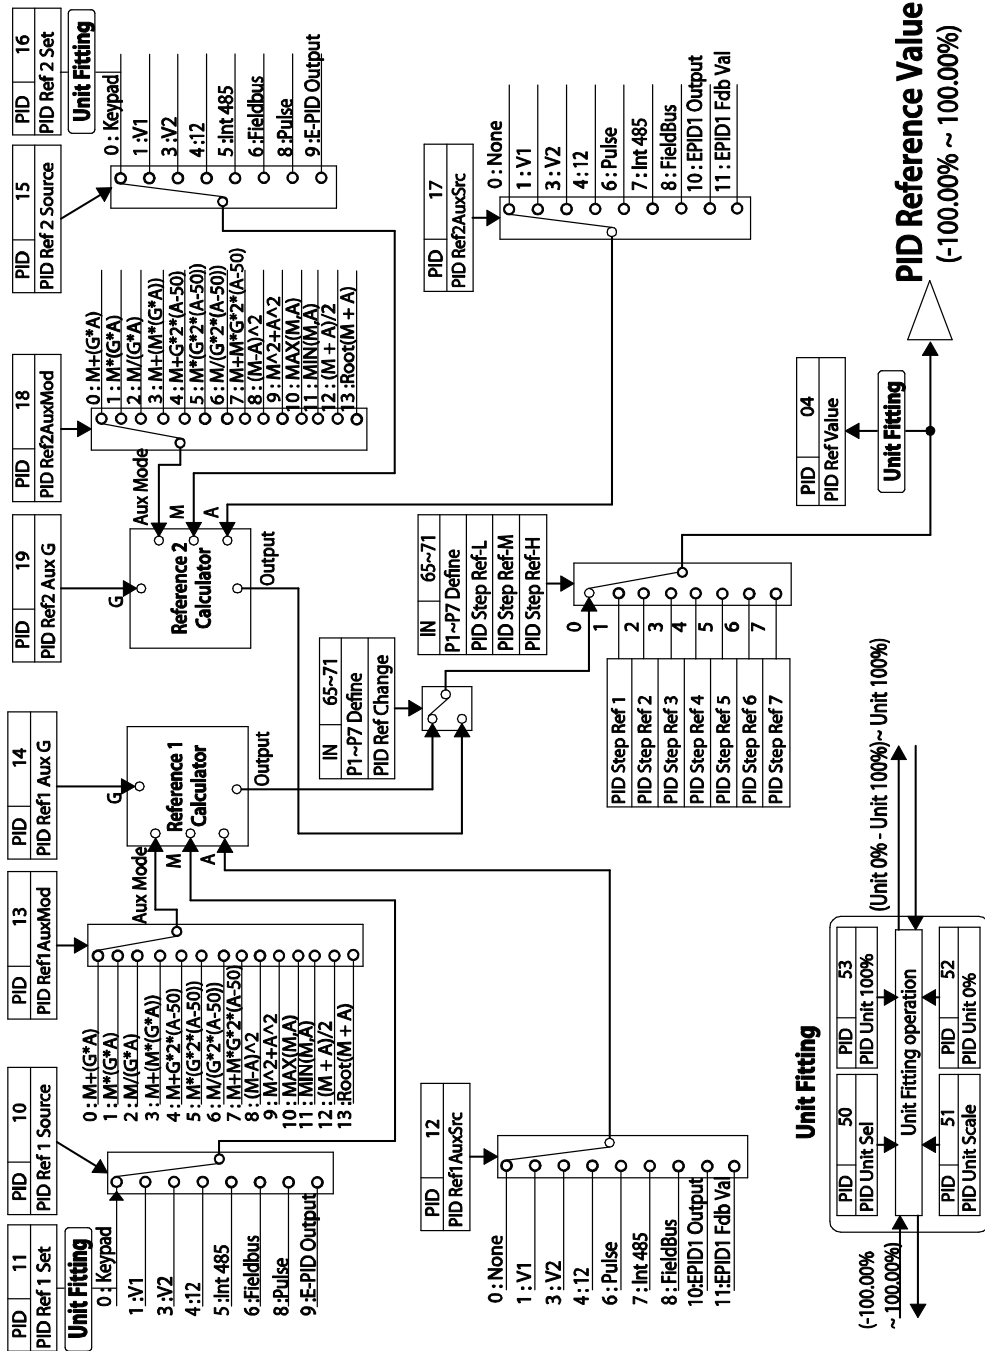 PID 11
PID Ref 1 Set
Unit Fitting
PID 10
PID Ref 1 Source
0 : Keypad
1 :V1
3 :V2
4 :12
5 :Int 485
6 :Fieldbus
8 :Pulse
9 :E-PID Output
PID 13
PID Ref1AuxMod
0 : M+(G*A)
1 : M*(G*A)
2 : M/(G*A)
3 : M+(M*(G*A))
4 : M+G*2*(A-50)
5 : M*(G*2*(A-50))
6 : M/(G*2*(A-50))
7 : M+M*G*2*(A-50)
8 : (M-A)^2
9 : M^2+A^2
10 : MAX(M,A)
11 : MIN(M,A)
12 : (M + A)/2
13 :Root(M + A)
PID 14
PID Ref1 Aux G
G
Aux Mode
M
A
Reference 1
Calculator
Output
PID 12
PID Ref1AuxSrc
0 : None
1 : V1
3 : V2
4 : 12
6 : Pulse
7 : Int 485
8 : FieldBus
10:EPID1 Output
11:EPID1 Fdb Val
PID 19
PID Ref2 Aux G
G
Aux Mode
M
A
Reference 2
Calculator
Output
PID 18
PID Ref2AuxMod
0 : M+(G*A)
1 : M*(G*A)
2 : M/(G*A)
3 : M+(M*(G*A))
4 : M+G*2*(A-50)
5 : M*(G*2*(A-50))
6 : M/(G*2*(A-50))
7 : M+M*G*2*(A-50)
8 : (M-A)^2
9 : M^2+A^2
10 : MAX(M,A)
11 : MIN(M,A)
12 : (M + A)/2
13 :Root(M + A)
PID 15
PID Ref 2 Source
PID 16
PID Ref 2 Set
Unit Fitting
0 : Keypad
1 :V1
3 :V2
4 :12
5 :Int 485
6 :Fieldbus
8 :Pulse
9 :E-PID Output
PID 17
PID Ref2AuxSrc
0 : None
1 : V1
3 : V2
4 : 12
6 : Pulse
7 : Int 485
8 : FieldBus
10 : EPID1 Output
11 : EPID1 Fdb Val
IN 65~71
P1~P7 Define
PID Ref Change
IN 65~71
P1~P7 Define
PID Step Ref-L
PID Step Ref-M
PID Step Ref-H
0
1
2
3
4
5
6
7
PID Step Ref 1
PID Step Ref 2
PID Step Ref 3
PID Step Ref 4
PID Step Ref 5
PID Step Ref 6
PID Step Ref 7
PID 04
PID Ref Value
Unit Fitting
PID Reference Value
(-100.00% ~ 100.00%)
Unit Fitting
PID 50
PID Unit Sel
PID 53
PID Unit 100%
Unit Fitting operation
PID 51
PID Unit Scale
PID 52
PID Unit 0%
(-100.00%
~ 100.00%)
(Unit 0% - Unit 100%)~ Unit 100%)